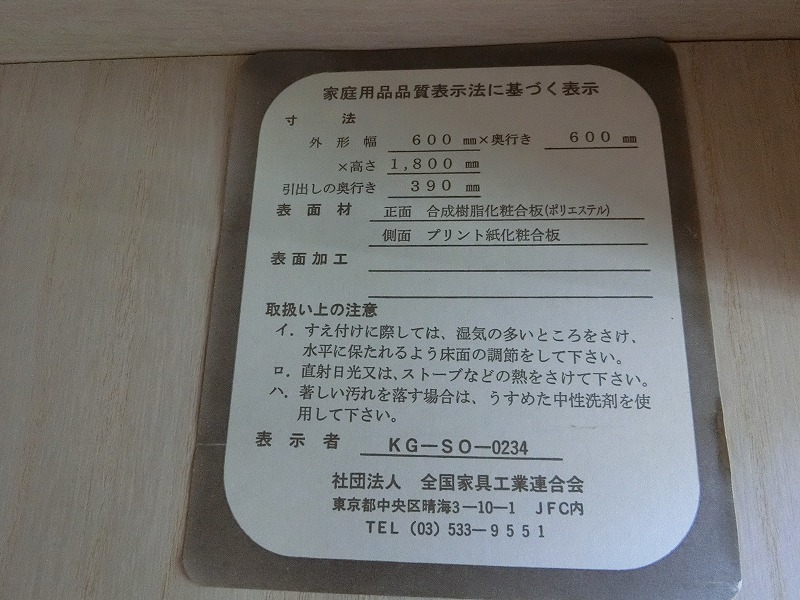 家庭用品品質表示法に基づく表示
寸法
外形幅 600 ㎜×奥行き 600 ㎜
×高さ 1,800 ㎜
引出しの奥行き 390 ㎜
表面材 正面 合成樹脂化粧合板(ポリエステル)
側面 プリント紙化粧合板
表面加工
取扱い上の注意
イ．すえ付けに際しては、湿気の多いところをさけ、
水平に保たれるよう床面の調節をして下さい。
ロ．直射日光又は、ストーブなどの熱をさけて下さい。
ハ．著しい汚れを落す場合は、うすめた中性洗剤を使
用して下さい。
表示者 KG―SO―0234
社団法人 全国家具工業連合会
東京都中央区晴海3―10―1 JFC内
TEL (03) 533―9551